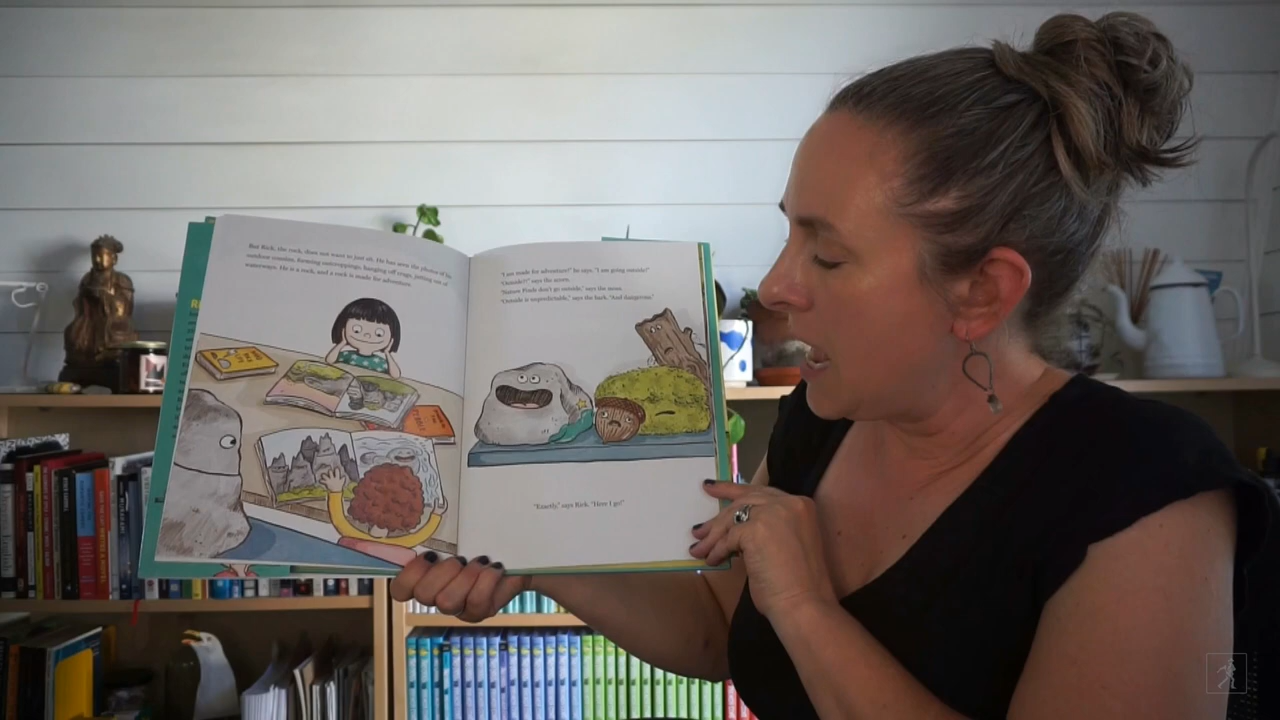 But Rick, the rock, does not want to just sit. He has seen the photos of his
outdoor cousins, forming outcroppings, hanging off crags, jutting out of
waterways. He is a rock, and a rock is made for adventure.
"I am made for adventure!" he says. "I am going outside!"
"Outside?!" says the acorn.
"Nature Finds don't go outside," says the moss.
"Outside is unpredictable," says the bark. "And dangerous."
"Exactly," says Rick. "Here I go!"